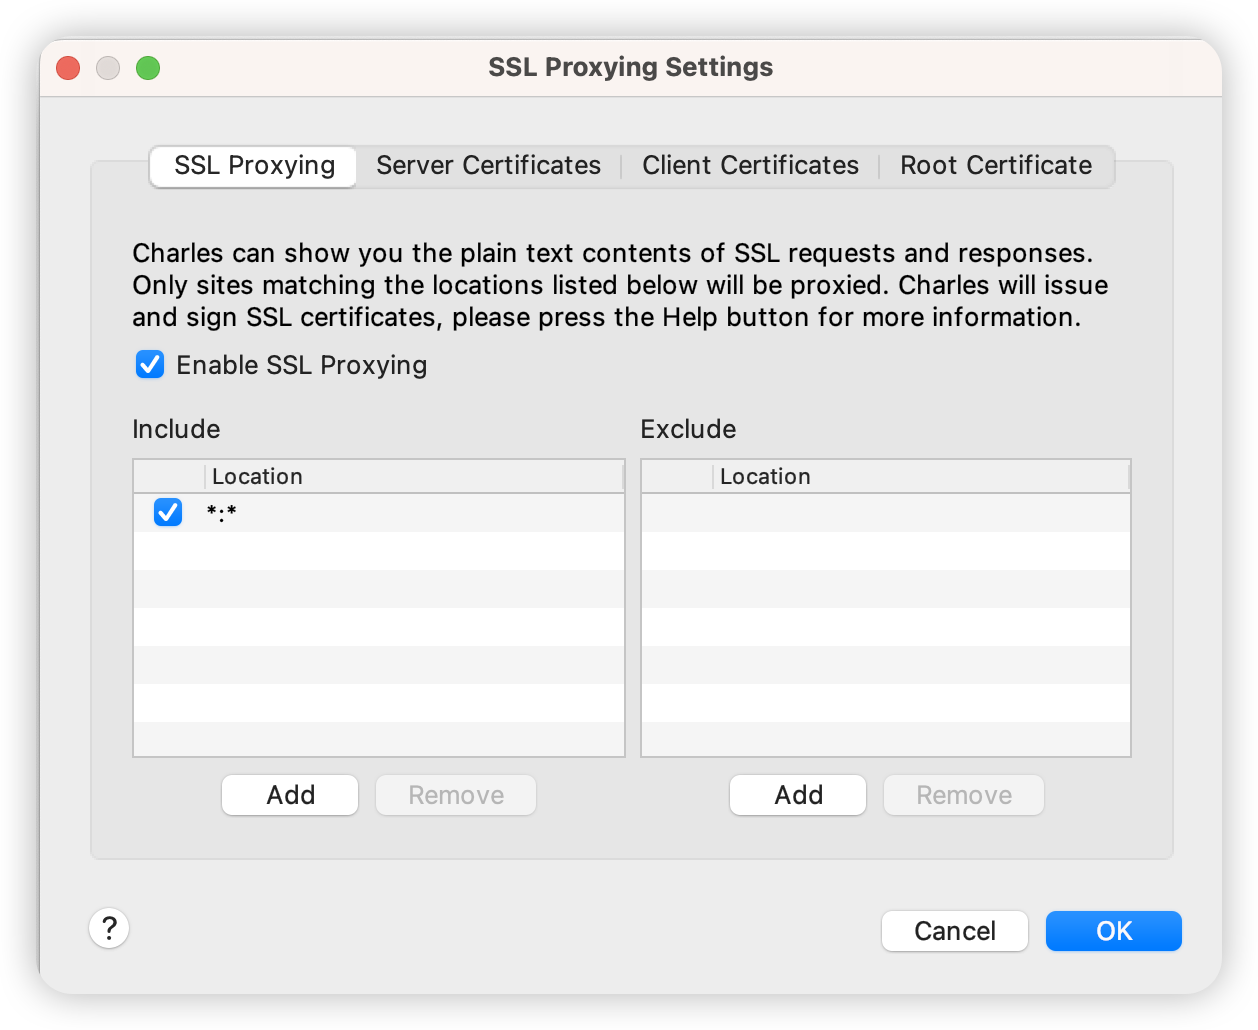 SSL Proxying Settings
SSL Proxying
Server Certificates
Client Certificates
Root Certificate
Charles can show you the plain text contents of SSL requests and responses.
Only sites matching the locations listed below will be proxied. Charles will issue
and sign SSL certificates, please press the Help button for more information.
Enable SSL Proxying
Include
Exclude
Location
Location
*:*
Add
Remove
Add
Remove
?
Cancel
OK